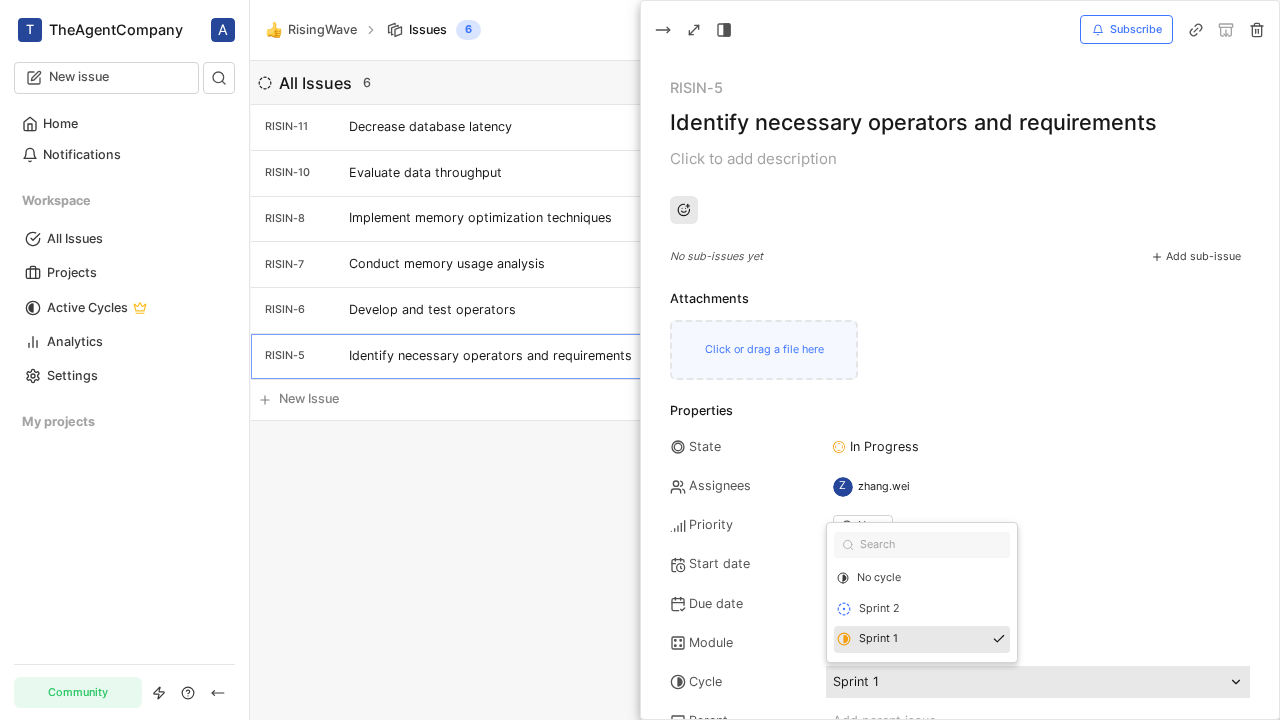 T TheAgentCompany A
New issue
Home
Notifications
Workspace
All Issues
Projects
Active Cycles
Analytics
Settings
My projects
Community
RisingWave Issues 6
All Issues 6
RISIN-11 Decrease database latency
RISIN-10 Evaluate data throughput
RISIN-8 Implement memory optimization techniques
RISIN-7 Conduct memory usage analysis
RISIN-6 Develop and test operators
RISIN-5 Identify necessary operators and requirements
New Issue
Subscribe
RISIN-5
Identify necessary operators and requirements
Click to add description
No sub-issues yet Add sub-issue
Attachments
Click or drag a file here
Properties
State In Progress
Assignees Z zhang.wei
Priority
Start date
Due date
Module
Search
No cycle
Sprint 2
Sprint 1
Cycle Sprint 1
Parent Add parent issue